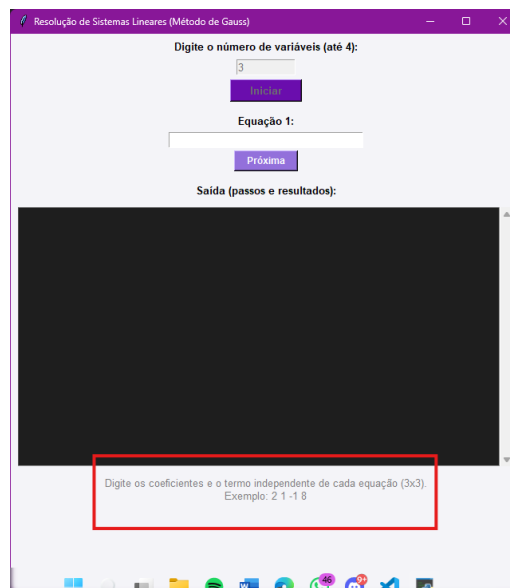 Resolução de Sistemas Lineares (Método de Gauss)
Digite o número de variáveis (até 4):
3
Iniciar
Equação 1:
Próxima
Saída (passos e resultados):
Digite os coeficientes e o termo independente de cada equação (3x3).
Exemplo: 2 1 -1 8
46
9+